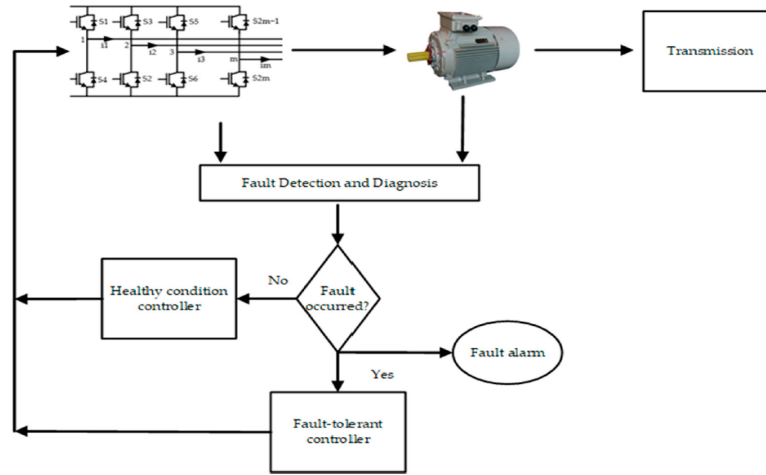 S1 S3 S5 S2m-1
1 i1 2 i2 3 i3 m im
S4 S2 S6 S2m
Transmission
Fault Detection and Diagnosis
No
Fault
occurred?
Healthy condition
controller
Fault alarm
Yes
Fault-tolerant
controller